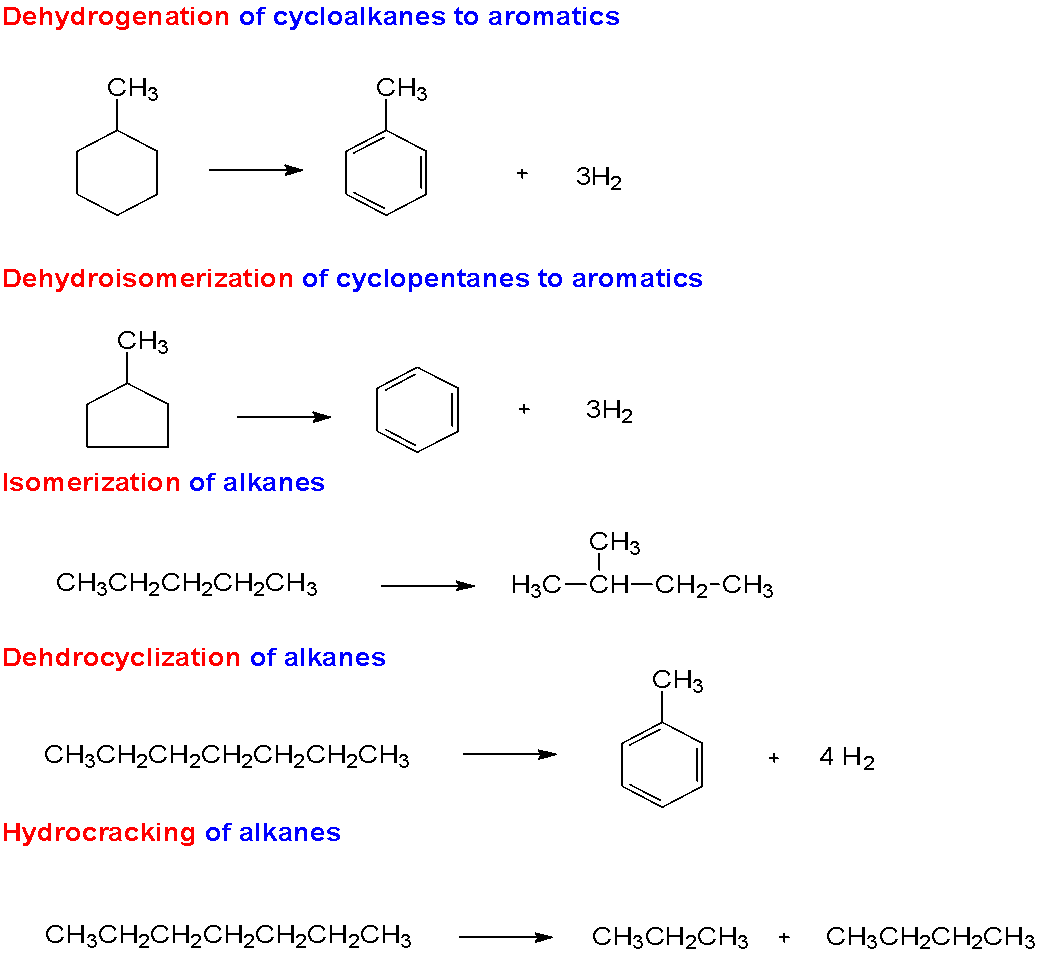 Dehydrogenation of cycloalkanes to aromatics
CH3 CH3
+ 3H2
Dehydroisomerization of cyclopentanes to aromatics
CH3
+ 3H2
Isomerization of alkanes
CH3
CH3CH2CH2CH2CH3 H3C CH CH2 CH3
Dehdrocyclization of alkanes
CH3
CH3CH2CH2CH2CH2CH2CH3 + 4 H2
Hydrocracking of alkanes
CH3CH2CH2CH2CH2CH2CH3 CH3CH2CH3 + CH3CH2CH2CH3